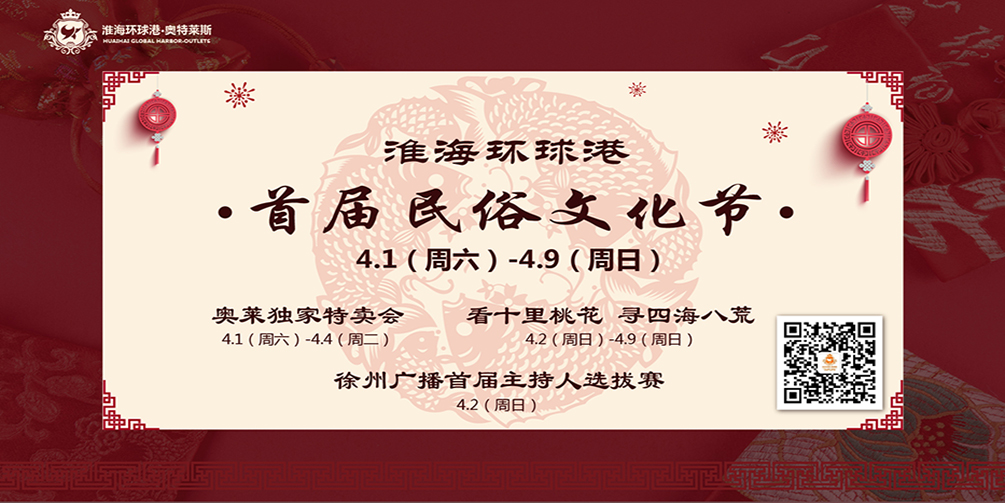 淮海环球港·奥特莱斯
HUAIHAI GLOBAL HARBOR·OUTLETS
淮海环球港
·首届民俗文化节·
4.1（周六）-4.9（周日）
奥莱独家特卖会
4.1（周六）-4.4（周二）
看十里桃花 寻四海八荒
4.2（周日）-4.9（周日）
徐州广播首届主持人选拔赛
4.2（周日）